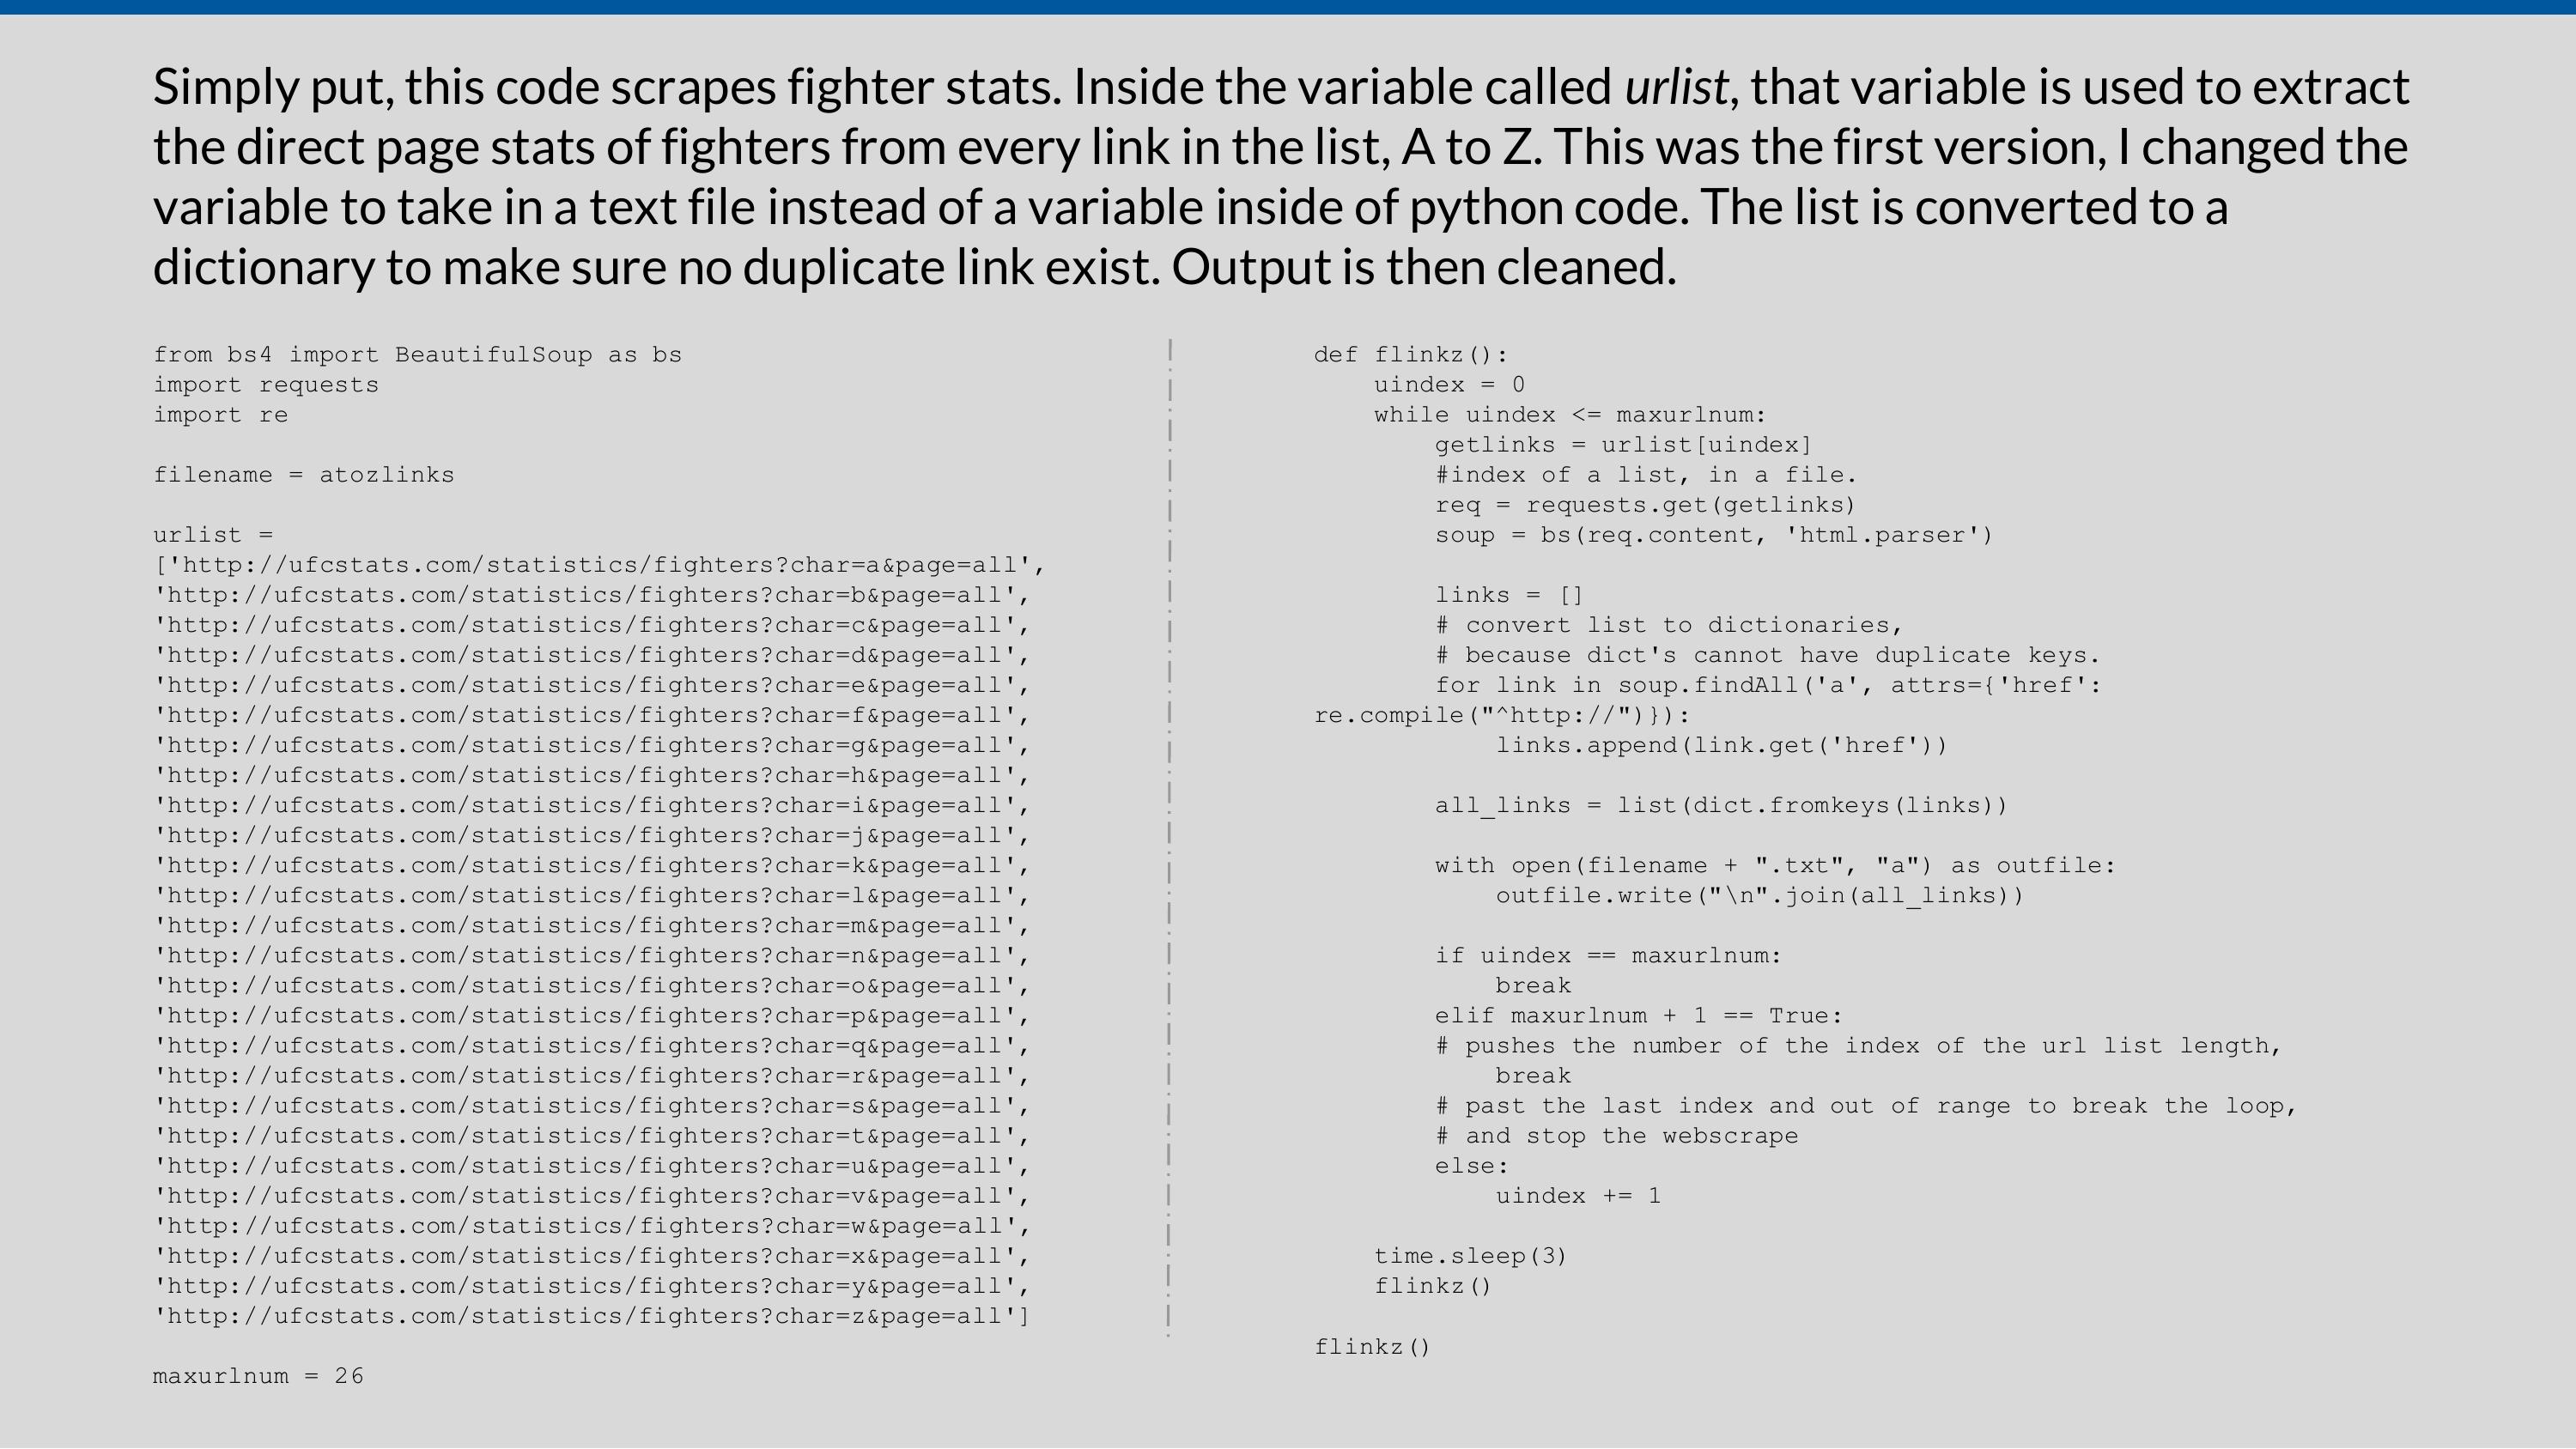 Simply put, this code scrapes fighter stats. Inside the variable called urlist, that variable is used to extract
the direct page stats of fighters from every link in the list, A to Z. This was the first version, I changed the
variable to take in a text file instead of a variable inside of python code. The list is converted to a
dictionary to make sure no duplicate link exist. Output is then cleaned.
from bs4 import BeautifulSoup as bs
import requests
import re

filename = atozlinks

urlist =
['http://ufcstats.com/statistics/fighters?char=a&page=all',
'http://ufcstats.com/statistics/fighters?char=b&page=all',
'http://ufcstats.com/statistics/fighters?char=c&page=all',
'http://ufcstats.com/statistics/fighters?char=d&page=all',
'http://ufcstats.com/statistics/fighters?char=e&page=all',
'http://ufcstats.com/statistics/fighters?char=f&page=all',
'http://ufcstats.com/statistics/fighters?char=g&page=all',
'http://ufcstats.com/statistics/fighters?char=h&page=all',
'http://ufcstats.com/statistics/fighters?char=i&page=all',
'http://ufcstats.com/statistics/fighters?char=j&page=all',
'http://ufcstats.com/statistics/fighters?char=k&page=all',
'http://ufcstats.com/statistics/fighters?char=l&page=all',
'http://ufcstats.com/statistics/fighters?char=m&page=all',
'http://ufcstats.com/statistics/fighters?char=n&page=all',
'http://ufcstats.com/statistics/fighters?char=o&page=all',
'http://ufcstats.com/statistics/fighters?char=p&page=all',
'http://ufcstats.com/statistics/fighters?char=q&page=all',
'http://ufcstats.com/statistics/fighters?char=r&page=all',
'http://ufcstats.com/statistics/fighters?char=s&page=all',
'http://ufcstats.com/statistics/fighters?char=t&page=all',
'http://ufcstats.com/statistics/fighters?char=u&page=all',
'http://ufcstats.com/statistics/fighters?char=v&page=all',
'http://ufcstats.com/statistics/fighters?char=w&page=all',
'http://ufcstats.com/statistics/fighters?char=x&page=all',
'http://ufcstats.com/statistics/fighters?char=y&page=all',
'http://ufcstats.com/statistics/fighters?char=z&page=all']

maxurlnum = 26

def flinkz():
    uindex = 0
    while uindex <= maxurlnum:
        getlinks = urlist[uindex]
        #index of a list, in a file.
        req = requests.get(getlinks)
        soup = bs(req.content, 'html.parser')

        links = []
        # convert list to dictionaries,
        # because dict's cannot have duplicate keys.
        for link in soup.findAll('a', attrs={'href':
re.compile("^http://")}):
            links.append(link.get('href'))

        all_links = list(dict.fromkeys(links))

        with open(filename + ".txt", "a") as outfile:
            outfile.write("\n".join(all_links))

        if uindex == maxurlnum:
            break
        elif maxurlnum + 1 == True:
        # pushes the number of the index of the url list length,
            break
        # past the last index and out of range to break the loop,
        # and stop the webscrape
        else:
            uindex += 1

    time.sleep(3)
    flinkz()

flinkz()